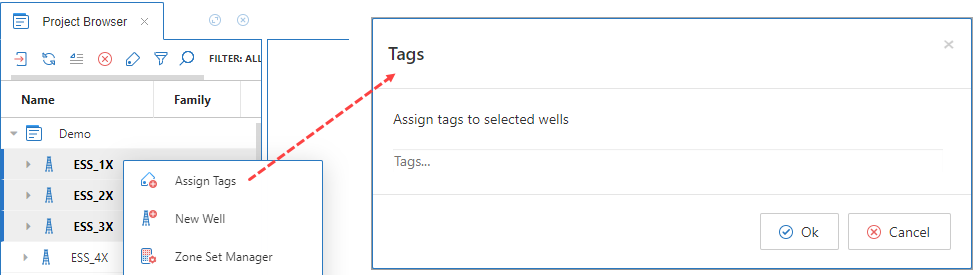 Project Browser
FILTER: ALL
Name Family
Demo
ESS_1X
ESS_2X
ESS_3X
ESS_4X
Assign Tags
New Well
Zone Set Manager
Tags
Assign tags to selected wells
Tags...
Ok Cancel